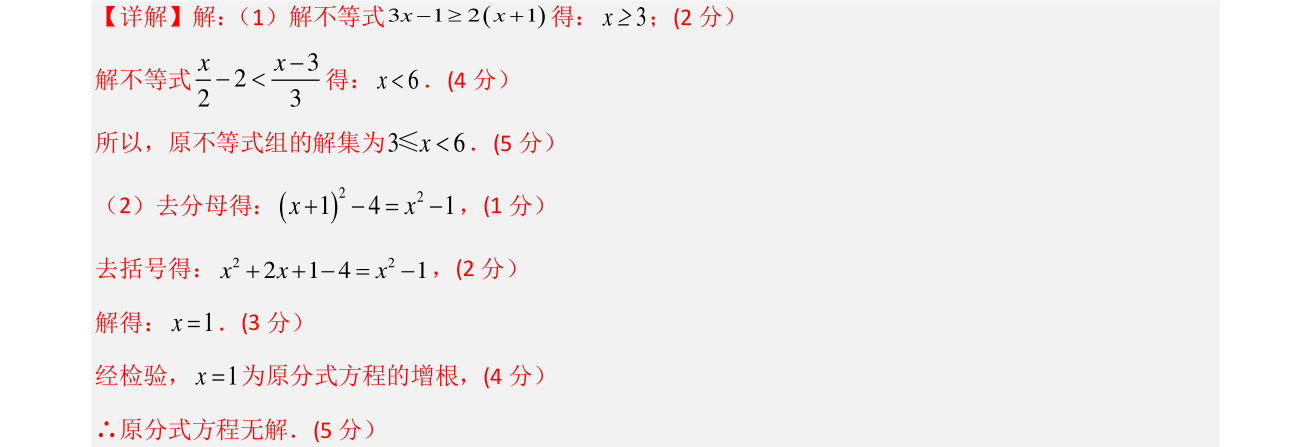 【详解】解:（1）解不等式3x−1≥2(x+1)得：x≥3；(2 分）
解不等式x/2−2<(x−3)/3得：x<6．(4 分）
所以，原不等式组的解集为3≤x<6．(5 分）
（2）去分母得：(x+1)²−4=x²−1，(1 分）
去括号得：x²+2x+1−4=x²−1，(2 分）
解得：x=1．(3 分）
经检验，x=1为原分式方程的增根，(4 分）
∴原分式方程无解．(5 分）